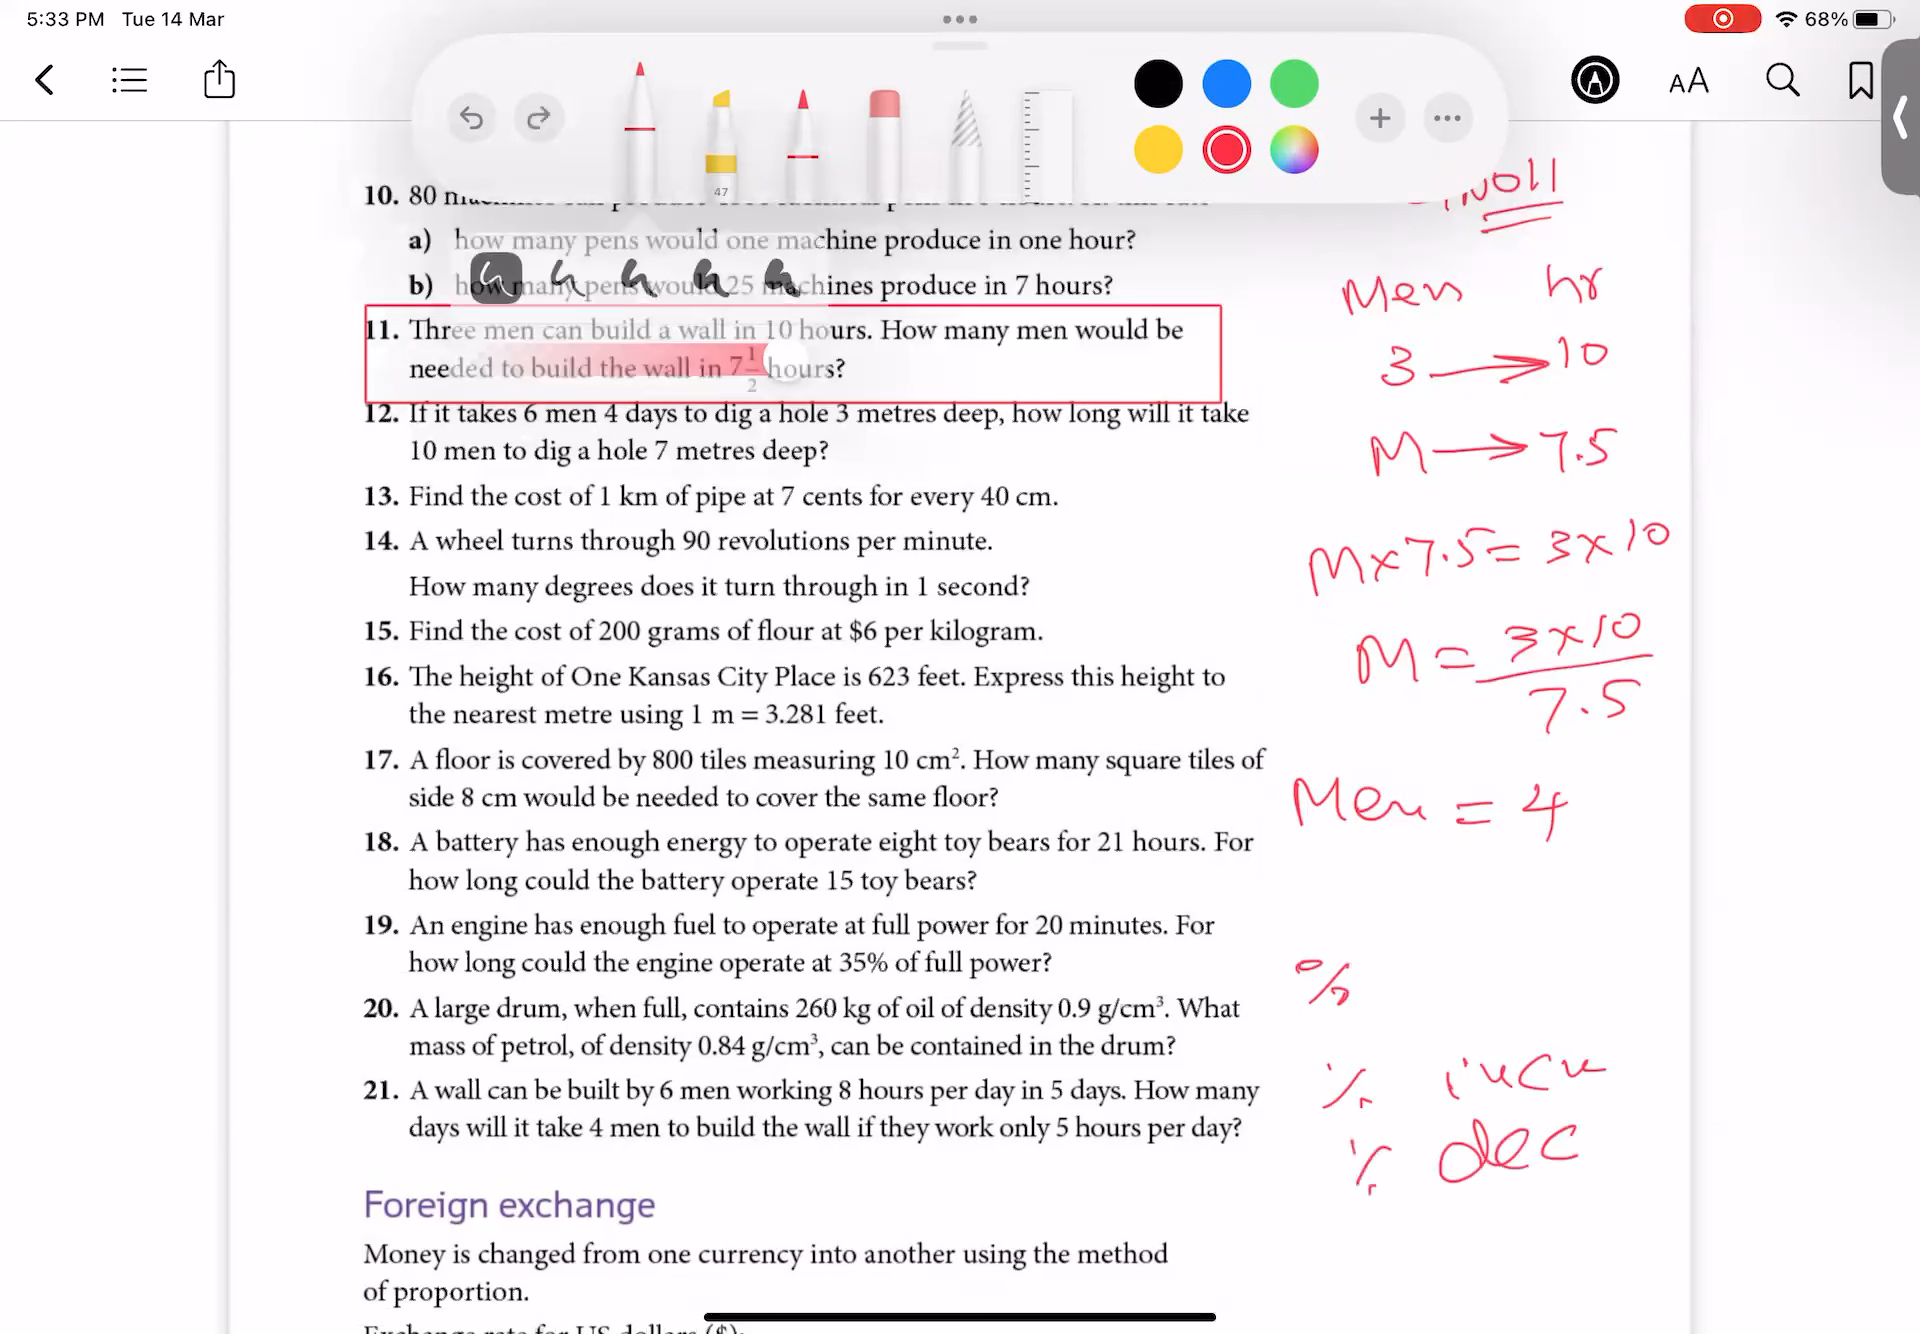 5:33 PM Tue 14 Mar
68%
47
10. 80
a) how many pens would one machine produce in one hour?
b) how many pens would 25 machines produce in 7 hours?
11. Three men can build a wall in 10 hours. How many men would be
needed to build the wall in 7 1/2 hours?
12. If it takes 6 men 4 days to dig a hole 3 metres deep, how long will it take
10 men to dig a hole 7 metres deep?
13. Find the cost of 1 km of pipe at 7 cents for every 40 cm.
14. A wheel turns through 90 revolutions per minute.
How many degrees does it turn through in 1 second?
15. Find the cost of 200 grams of flour at $6 per kilogram.
16. The height of One Kansas City Place is 623 feet. Express this height to
the nearest metre using 1 m = 3.281 feet.
17. A floor is covered by 800 tiles measuring 10 cm². How many square tiles of
side 8 cm would be needed to cover the same floor?
18. A battery has enough energy to operate eight toy bears for 21 hours. For
how long could the battery operate 15 toy bears?
19. An engine has enough fuel to operate at full power for 20 minutes. For
how long could the engine operate at 35% of full power?
20. A large drum, when full, contains 260 kg of oil of density 0.9 g/cm³. What
mass of petrol, of density 0.84 g/cm³, can be contained in the drum?
21. A wall can be built by 6 men working 8 hours per day in 5 days. How many
days will it take 4 men to build the wall if they work only 5 hours per day?
Foreign exchange
Money is changed from one currency into another using the method
of proportion.
Exchange rate for US dollars ($):
Men hr
3 → 10
M → 7.5
M×7.5 = 3×10
M = 3×10
7.5
Men = 4
%
%
% dec